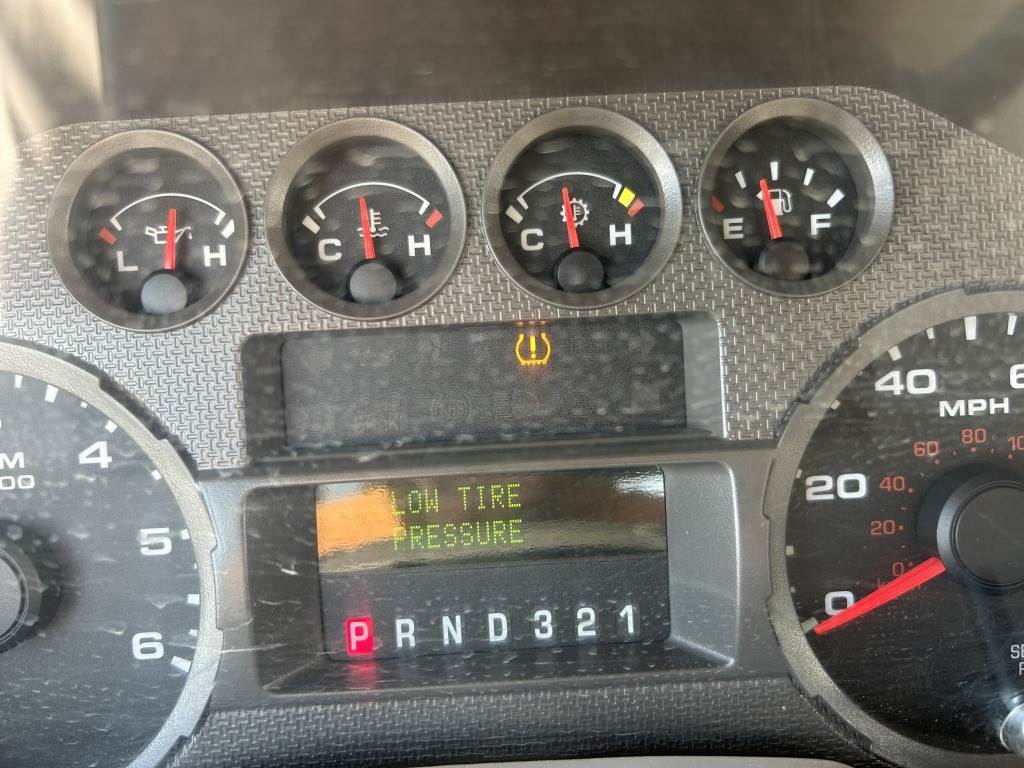 L H
C H
C H
E F
4
5
6
LOW TIRE
PRESSURE
P R N D 3 2 1
40
MPH
60 80
20
40
20
0
0